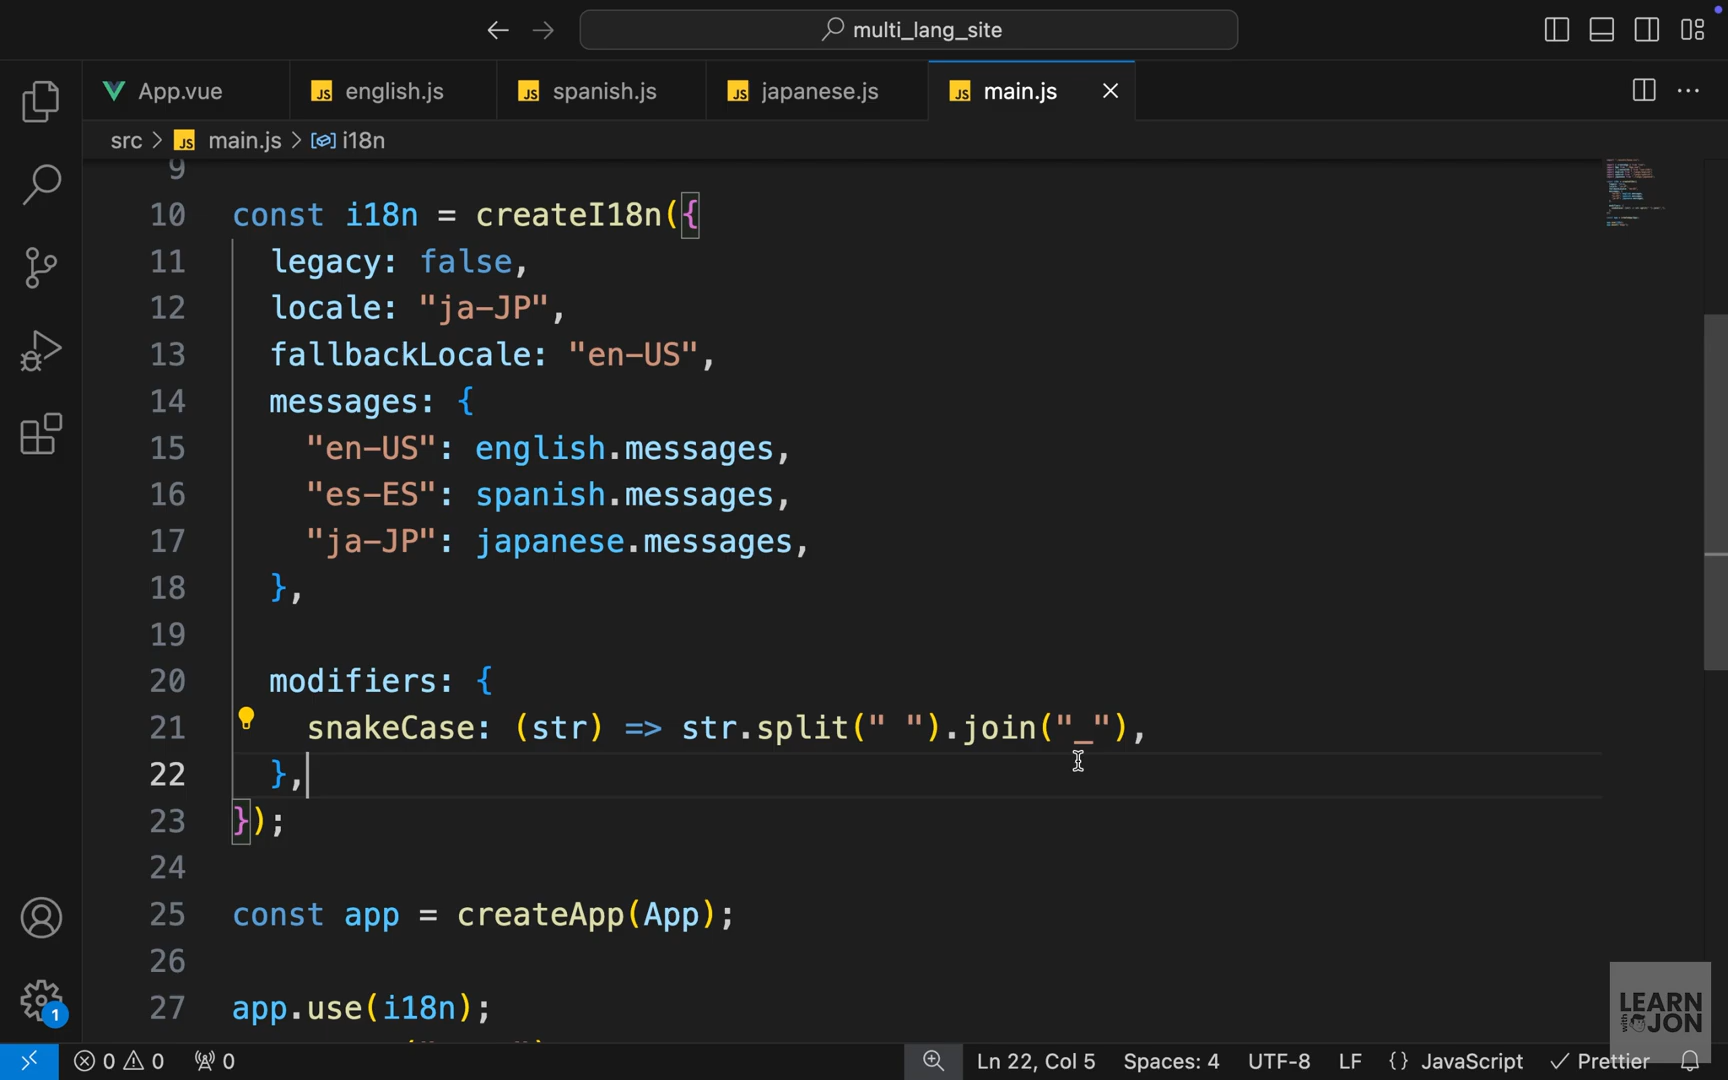 multi_lang_site
App.vue
english.js
spanish.js
japanese.js
main.js
src > main.js > i18n
9
10 const i18n = createI18n({
11 legacy: false,
12 locale: "ja-JP",
13 fallbackLocale: "en-US",
14 messages: {
15 "en-US": english.messages,
16 "es-ES": spanish.messages,
17 "ja-JP": japanese.messages,
18 },
19
20 modifiers: {
21 snakeCase: (str) => str.split(" ").join("_"),
22 },
23 });
24
25 const app = createApp(App);
26
27 app.use(i18n);
1
LEARN
with JON
0 0 0
Ln 22, Col 5
Spaces: 4
UTF-8
LF
{} JavaScript
Prettier